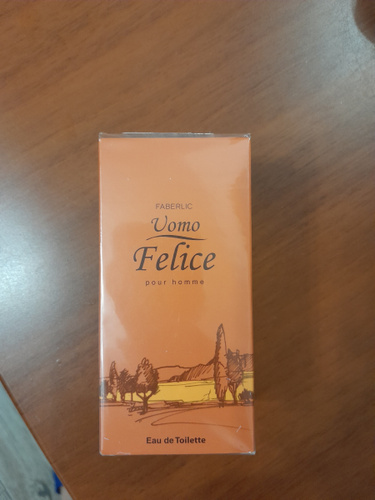 FABERLIC
Uomo
Felice
pour homme
Eau de Toilette